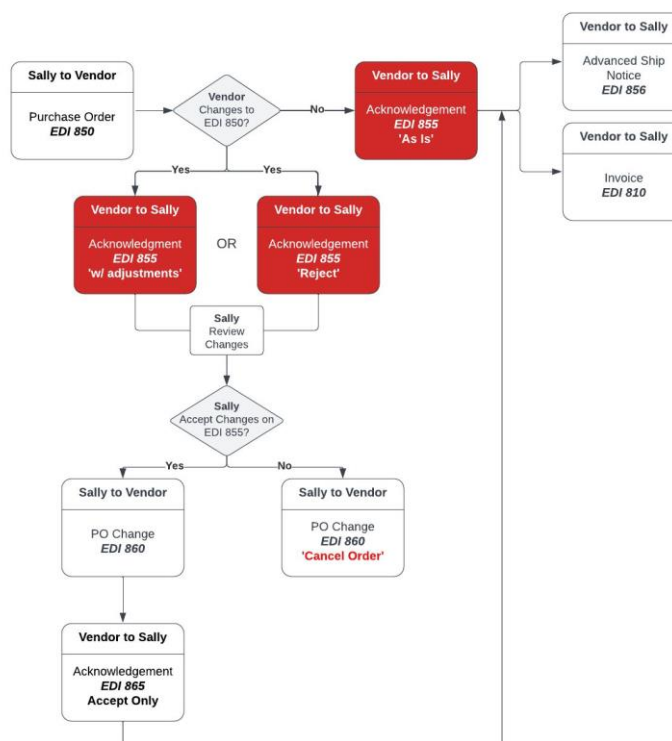 Sally to Vendor
Purchase Order
EDI 850
Vendor
Changes to
EDI 850?
No
Vendor to Sally
Acknowledgement
EDI 855
'As Is'
Vendor to Sally
Advanced Ship
Notice
EDI 856
Vendor to Sally
Invoice
EDI 810
Yes
Yes
Vendor to Sally
Acknowledgment
EDI 855
'w/ adjustments'
OR
Vendor to Sally
Acknowledgement
EDI 855
'Reject'
Sally
Review
Changes
Sally
Accept Changes on
EDI 855?
Yes
No
Sally to Vendor
PO Change
EDI 860
Sally to Vendor
PO Change
EDI 860
'Cancel Order'
Vendor to Sally
Acknowledgement
EDI 865
Accept Only